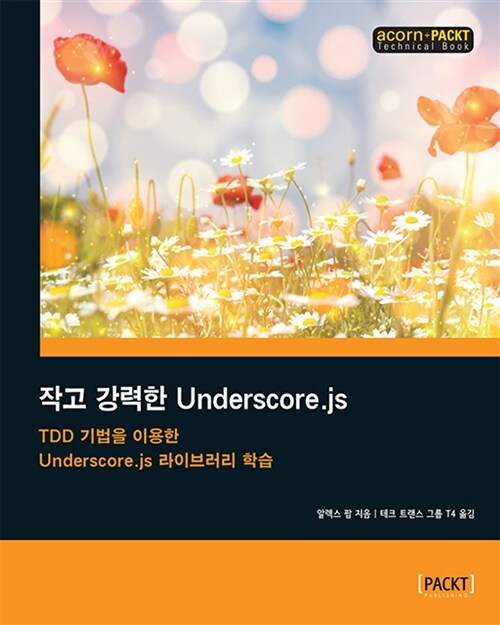 acorn+PACKT
Technical Book
작고 강력한 Underscore.js
TDD 기법을 이용한
Underscore.js 라이브러리 학습
알렉스 팝 지음 | 테크 트랜스 그룹 T4 옮김
[PACKT]
PUBLISHING